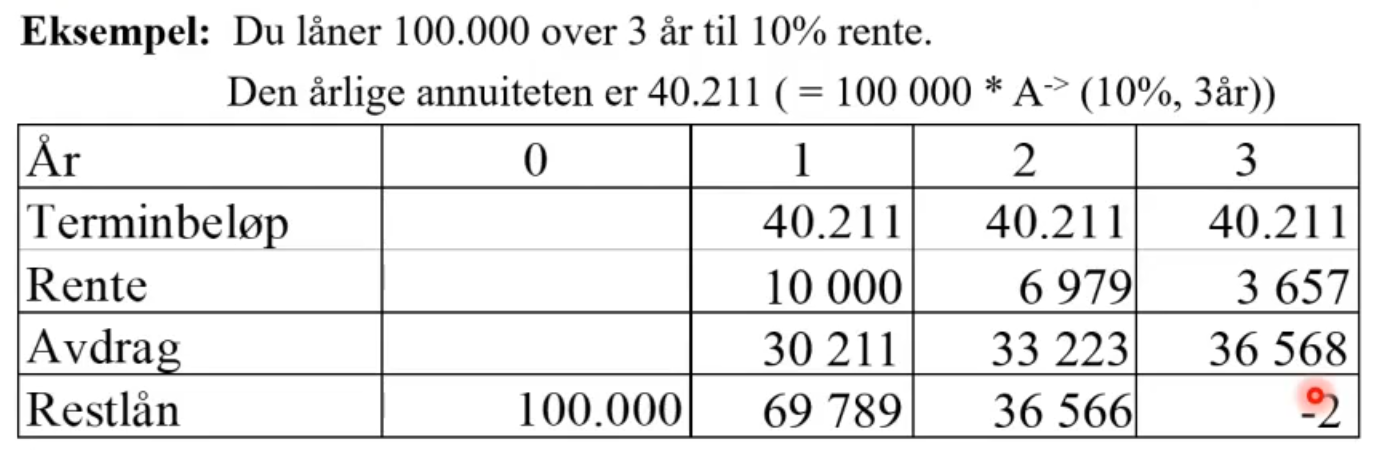 Eksempel: Du låner 100.000 over 3 år til 10% rente.
Den årlige annuiteten er 40.211 ( = 100 000 * A-> (10%, 3år))
År 0 1 2 3
Terminbeløp 40.211 40.211 40.211
Rente 10 000 6 979 3 657
Avdrag 30 211 33 223 36 568
Restlån 100.000 69 789 36 566 -2